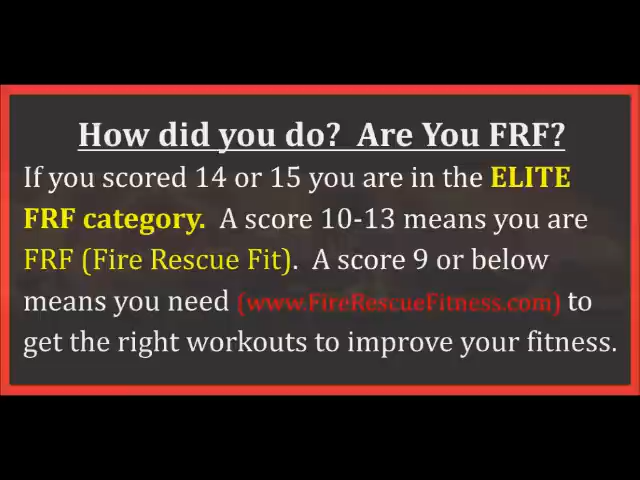 How did you do?  Are You FRF?
If you scored 14 or 15 you are in the ELITE
FRF category.  A score 10-13 means you are
FRF (Fire Rescue Fit).  A score 9 or below
means you need (www.FireRescueFitness.com) to
get the right workouts to improve your fitness.